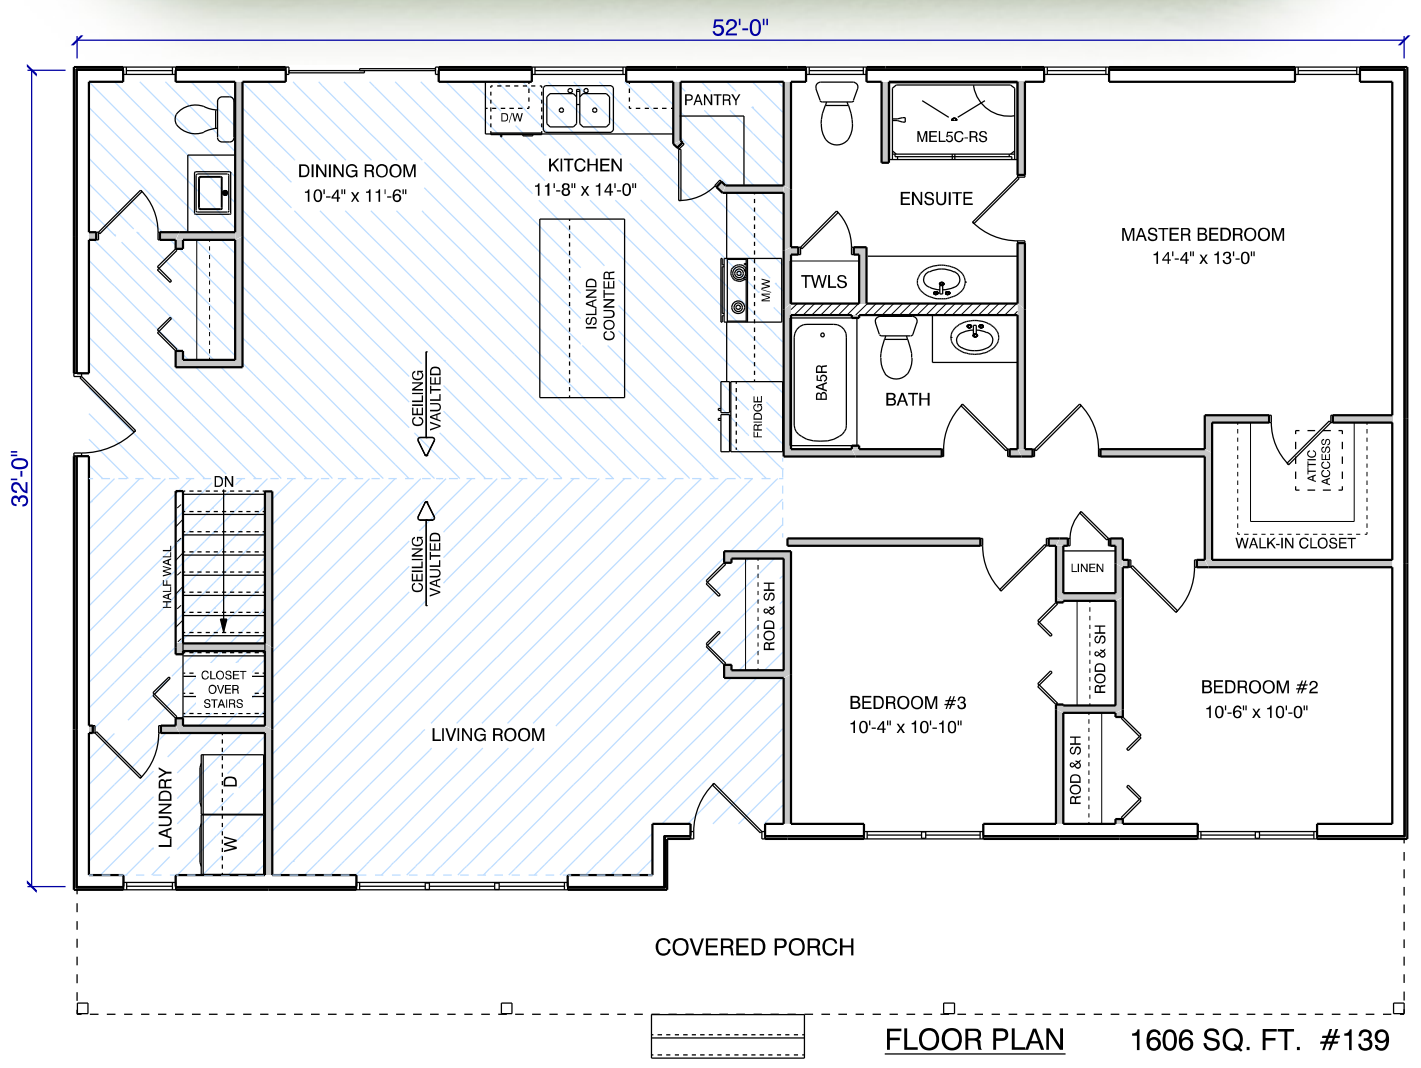 52'-0"
32'-0"
DINING ROOM
10'-4" x 11'-6"
D/W
KITCHEN
11'-8" x 14'-0"
PANTRY
ISLAND
COUNTER
M/W
FRIDGE
MEL5C-RS
ENSUITE
TWLS
BA5R
BATH
MASTER BEDROOM
14'-4" x 13'-0"
ATTIC
ACCESS
WALK-IN CLOSET
CEILING
VAULTED
CEILING
VAULTED
DN
HALF WALL
CLOSET
OVER
STAIRS
LAUNDRY
D
W
LIVING ROOM
ROD & SH
LINEN
ROD & SH
ROD & SH
BEDROOM #3
10'-4" x 10'-10"
BEDROOM #2
10'-6" x 10'-0"
COVERED PORCH
FLOOR PLAN 1606 SQ. FT. #139